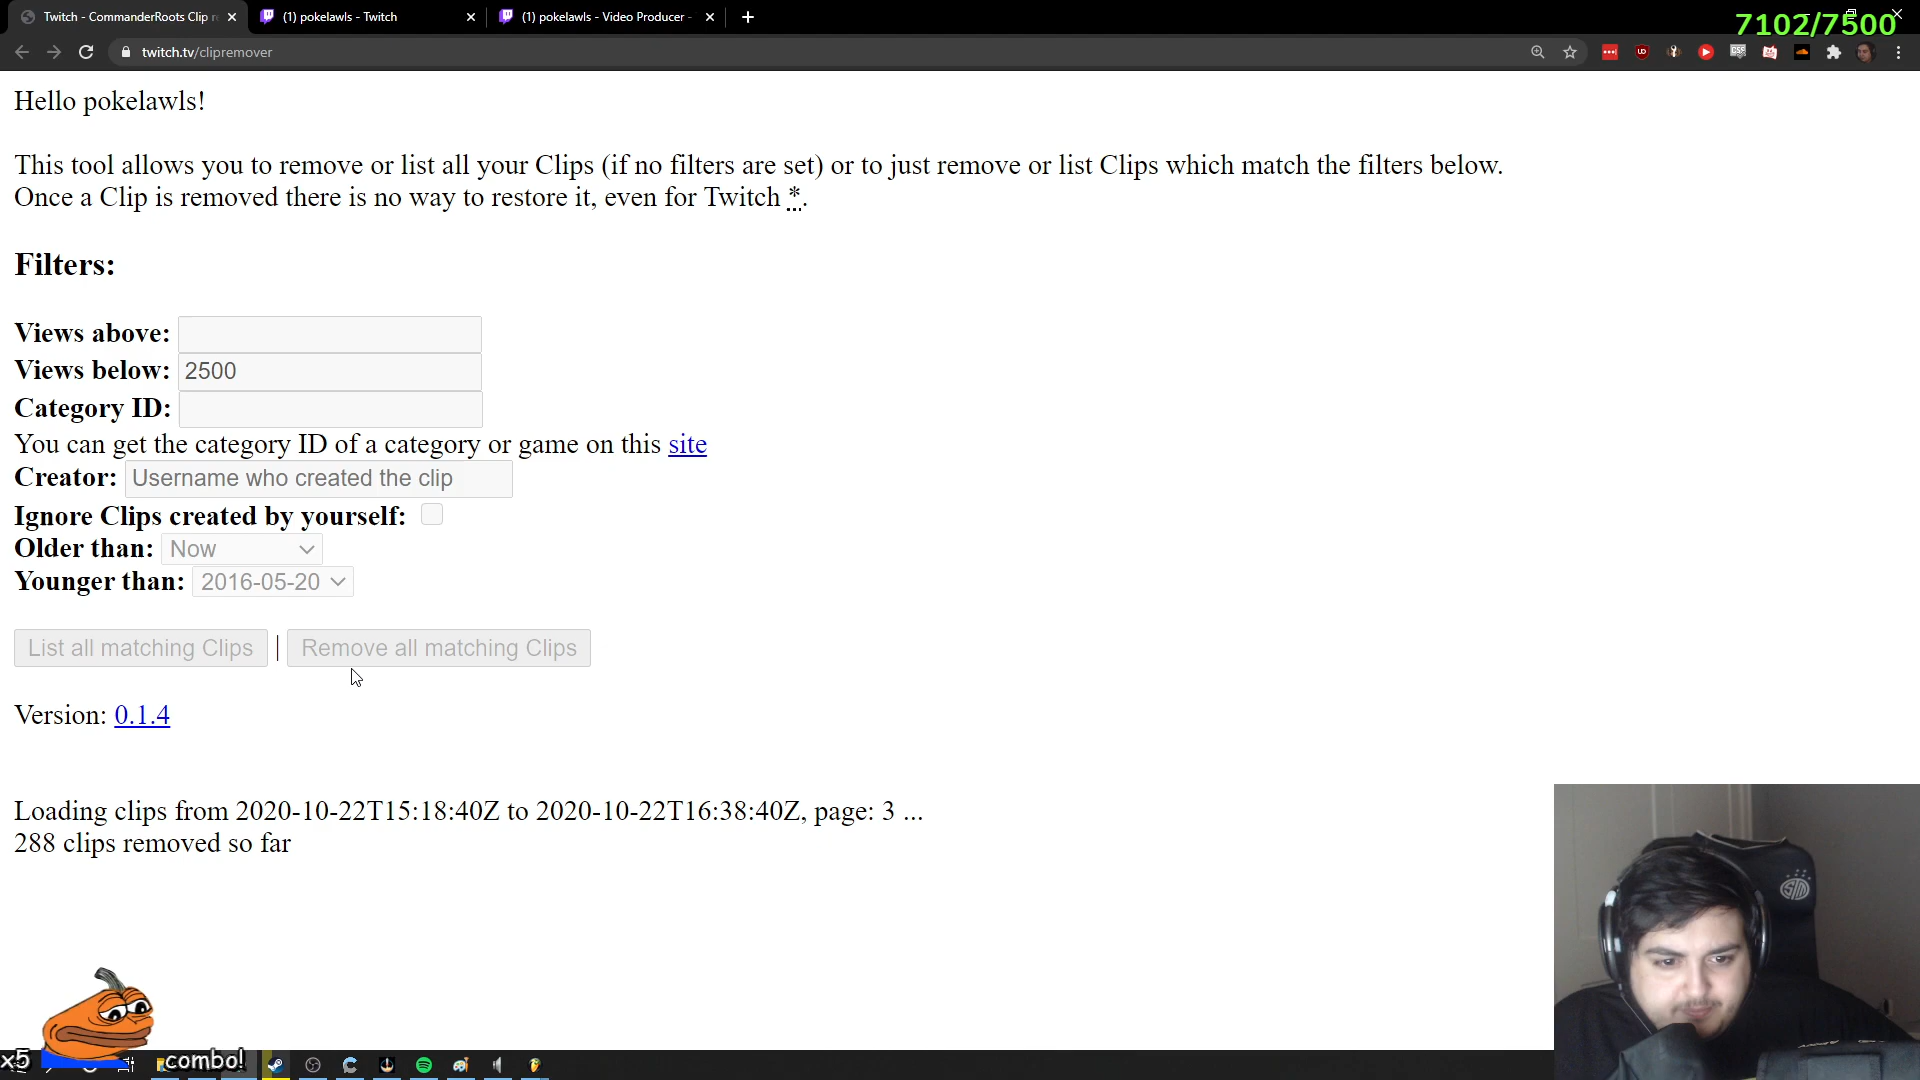 Twitch - CommanderRoots Clip r
(1) pokelawls - Twitch
(1) pokelawls - Video Producer -
7102/7500
twitch.tv/clipremover
Hello pokelawls!
This tool allows you to remove or list all your Clips (if no filters are set) or to just remove or list Clips which match the filters below.
Once a Clip is removed there is no way to restore it, even for Twitch *.
Filters:
Views above:
Views below: 2500
Category ID:
You can get the category ID of a category or game on this site
Creator: Username who created the clip
Ignore Clips created by yourself:
Older than: Now
Younger than: 2016-05-20
List all matching Clips | Remove all matching Clips
Version: 0.1.4
Loading clips from 2020-10-22T15:18:40Z to 2020-10-22T16:38:40Z, page: 3 ...
288 clips removed so far
x5 combo!